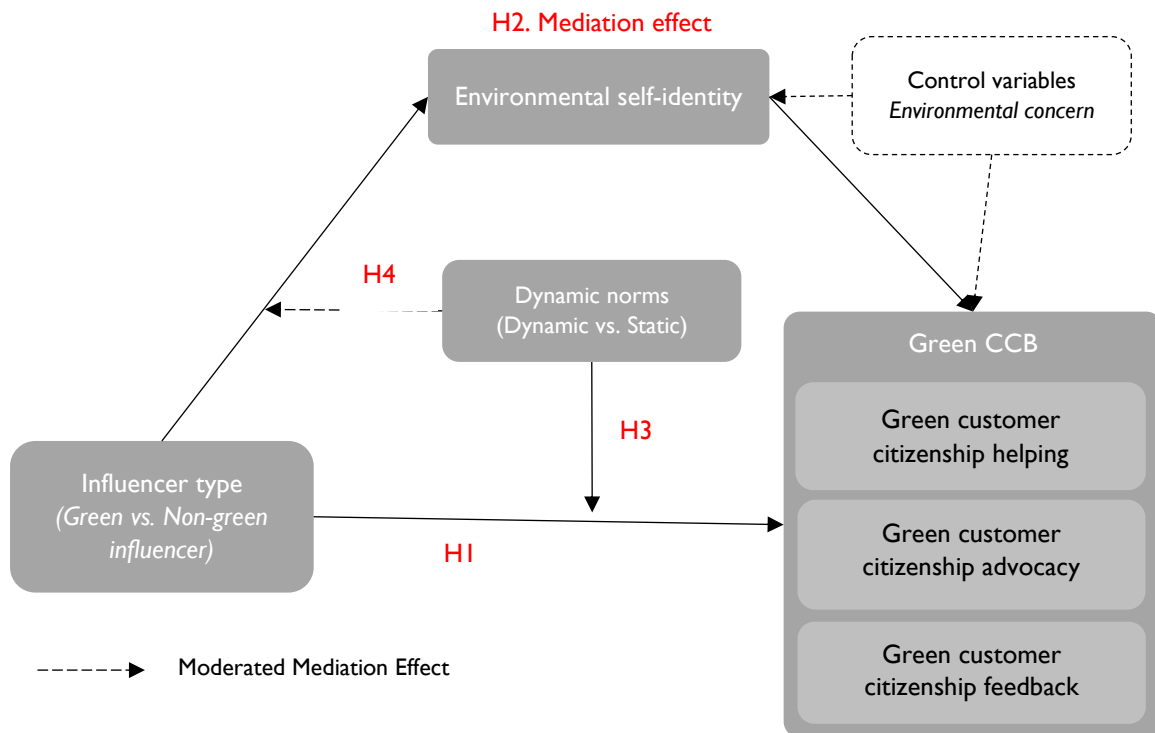 H2. Mediation effect
Environmental self-identity
Control variables
Environmental concern
H4
Dynamic norms
(Dynamic vs. Static)
Green CCB
Green customer
citizenship helping
H3
Influencer type
(Green vs. Non-green
influencer)
H1
Green customer
citizenship advocacy
Green customer
citizenship feedback
Moderated Mediation Effect